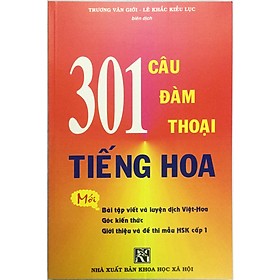 TRƯƠNG VĂN GIỚI - LÊ KHẮC KIỀU LỤC
biên dịch
301 CÂU
ĐÀM
THOẠI
TIẾNG HOA
Mới
Bài tập viết và luyện dịch Việt-Hoa
Góc kiến thức
Giới thiệu và đề thi mẫu HSK cấp 1
NHÀ XUẤT BẢN KHOA HỌC XÃ HỘI